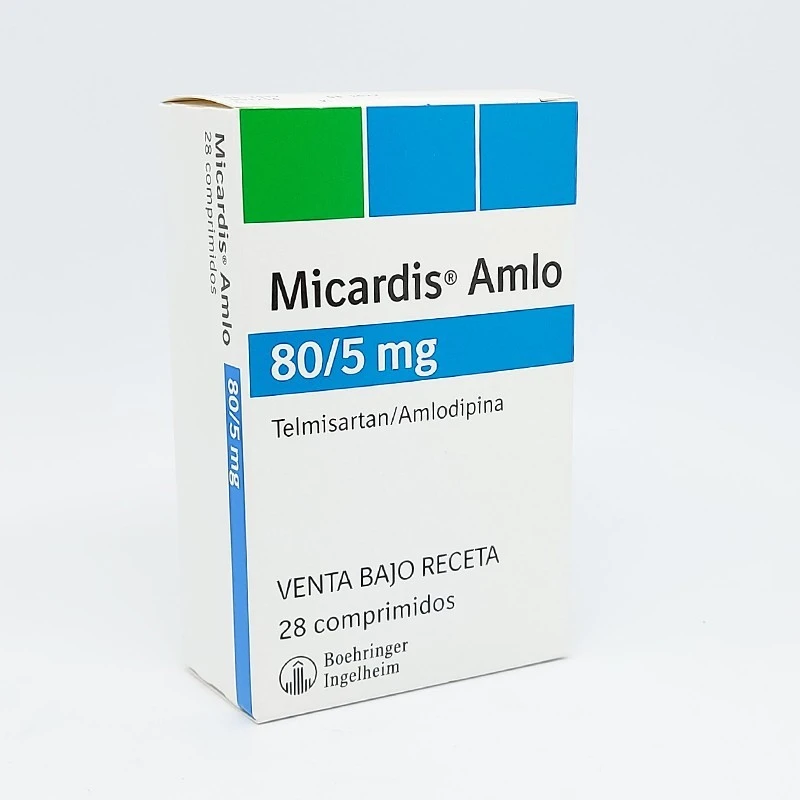 Micardis® Amlo
28 comprimidos
80/5 mg
Micardis® Amlo
80/5 mg
Telmisartan/Amlodipina
VENTA BAJO RECETA
28 comprimidos
Boehringer
Ingelheim